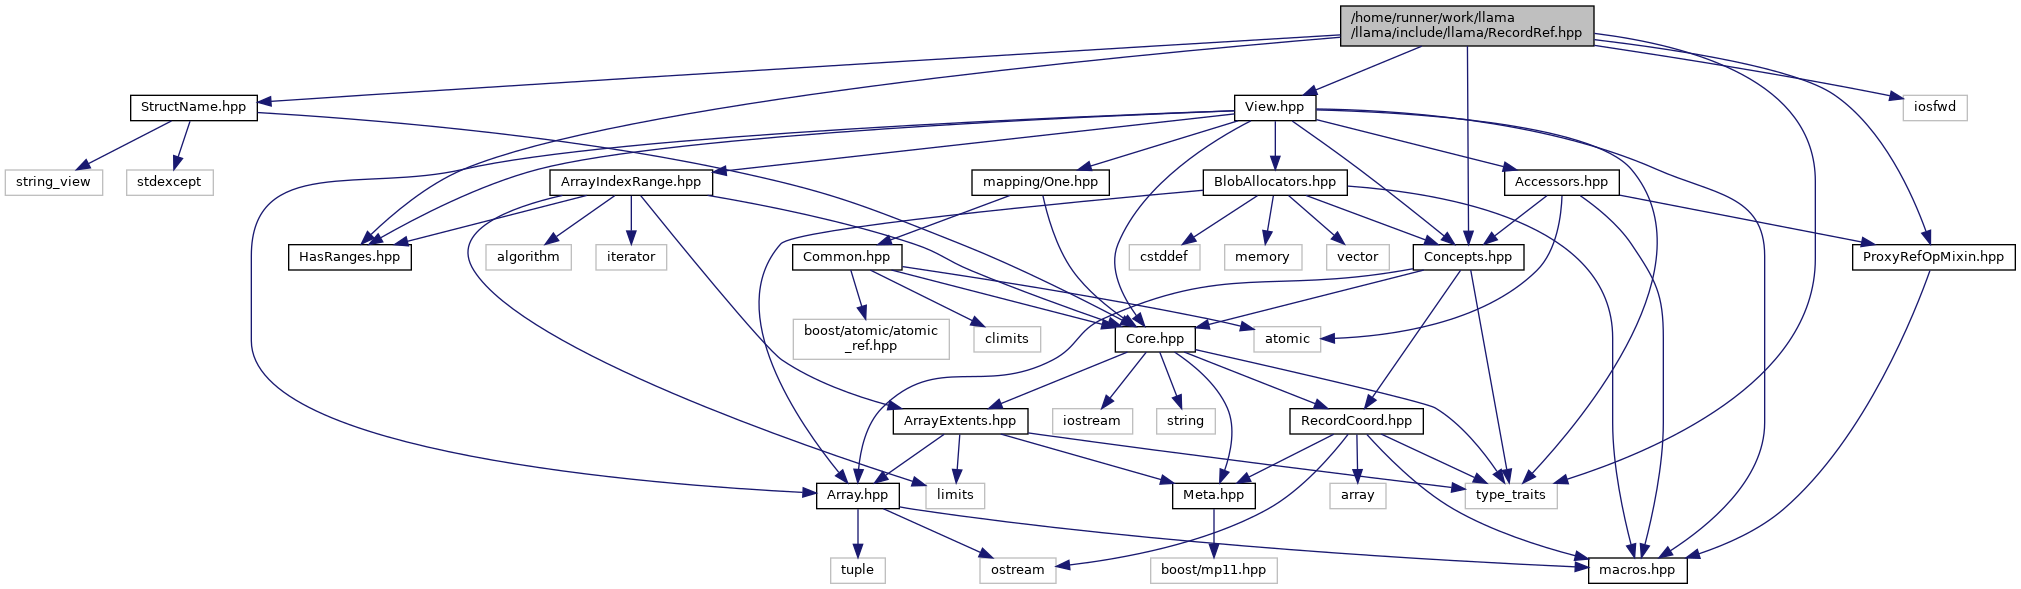 /home/runner/work/llama
/llama/include/llama/RecordRef.hpp
StructName.hpp
View.hpp
iosfwd
string_view
stdexcept
ArrayIndexRange.hpp
mapping/One.hpp
BlobAllocators.hpp
Accessors.hpp
HasRanges.hpp
algorithm
iterator
Common.hpp
cstddef
memory
vector
Concepts.hpp
ProxyRefOpMixin.hpp
boost/atomic/atomic
_ref.hpp
climits
Core.hpp
atomic
ArrayExtents.hpp
iostream
string
RecordCoord.hpp
Array.hpp
limits
Meta.hpp
array
type_traits
tuple
ostream
boost/mp11.hpp
macros.hpp